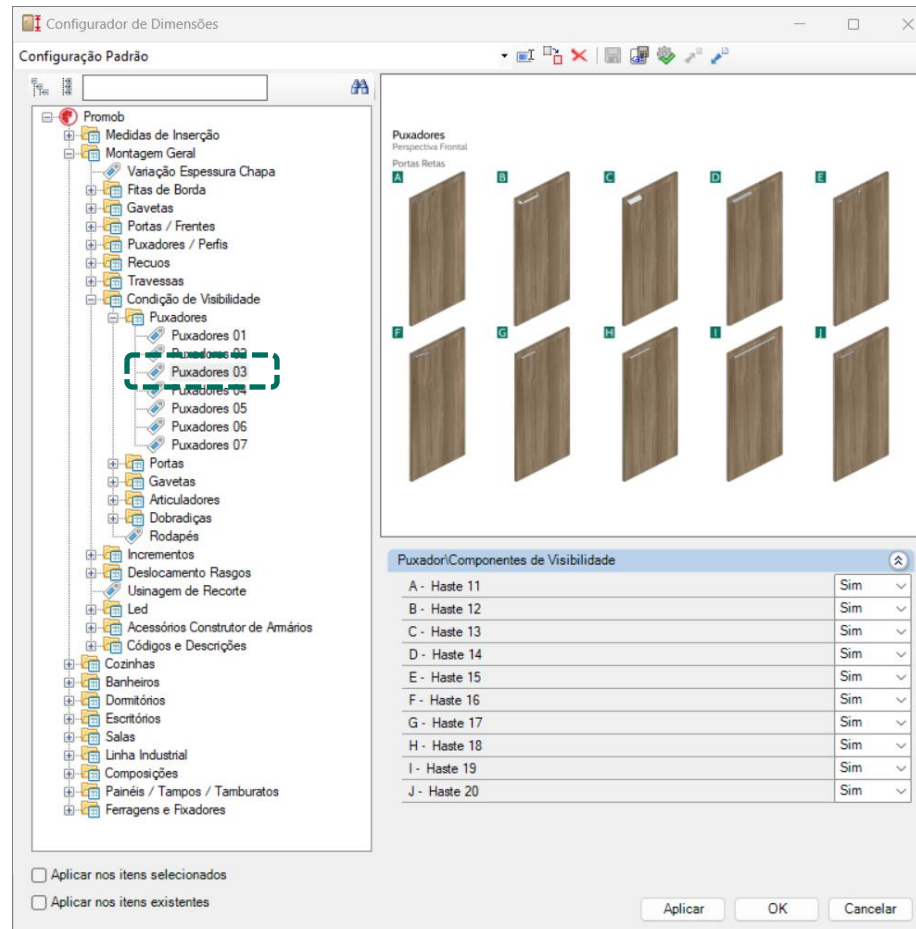 Configurador de Dimensões
Configuração Padrão
Promob
Medidas de Inserção
Montagem Geral
Variação Espessura Chapa
Fitas de Borda
Gavetas
Portas / Frentes
Puxadores / Perfis
Recuos
Travessas
Condição de Visibilidade
Puxadores
Puxadores 01
Puxadores 02
Puxadores 03
Puxadores 04
Puxadores 05
Puxadores 06
Puxadores 07
Portas
Gavetas
Articuladores
Dobradiças
Rodapés
Incrementos
Deslocamento Rasgos
Usinagem de Recorte
Led
Acessórios Construtor de Armários
Códigos e Descrições
Cozinhas
Banheiros
Dormitórios
Escritórios
Salas
Linha Industrial
Composições
Painéis / Tampos / Tamburatos
Ferragens e Fixadores
Puxadores
Perspectiva Frontal
Portas Retas
A B C D E
F G H I J
Puxador\Componentes de Visibilidade
A - Haste 11 Sim
B - Haste 12 Sim
C - Haste 13 Sim
D - Haste 14 Sim
E - Haste 15 Sim
F - Haste 16 Sim
G - Haste 17 Sim
H - Haste 18 Sim
I - Haste 19 Sim
J - Haste 20 Sim
Aplicar nos itens selecionados
Aplicar nos itens existentes
Aplicar OK Cancelar